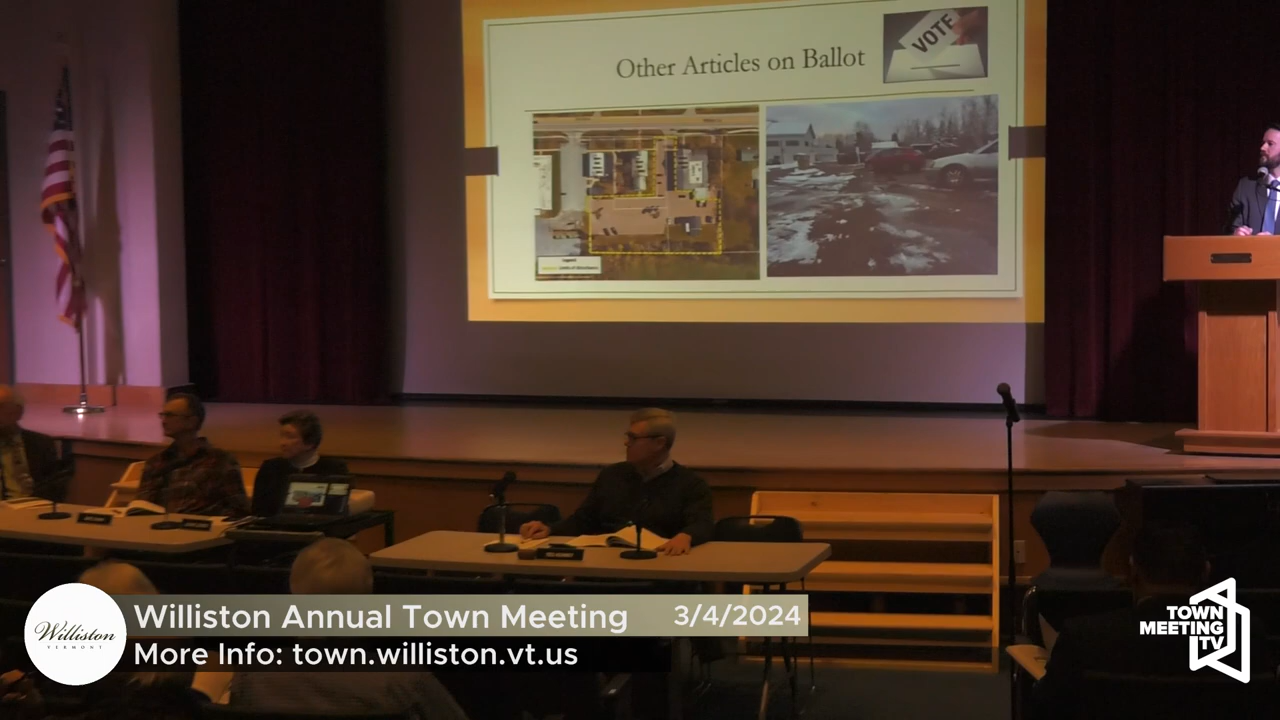 VOTE
Other Articles on Ballot
Williston Annual Town Meeting 3/4/2024
More Info: town.williston.vt.us
Williston
VERMONT
TOWN
MEETING
TV